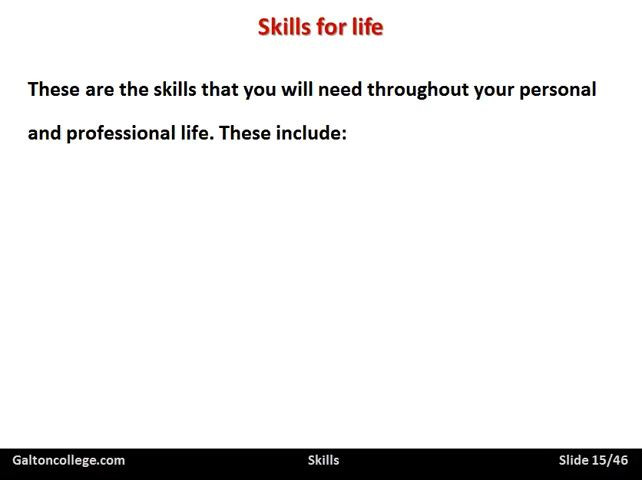 Skills for life
These are the skills that you will need throughout your personal
and professional life. These include:
Galtoncollege.com
Skills
Slide 15/46